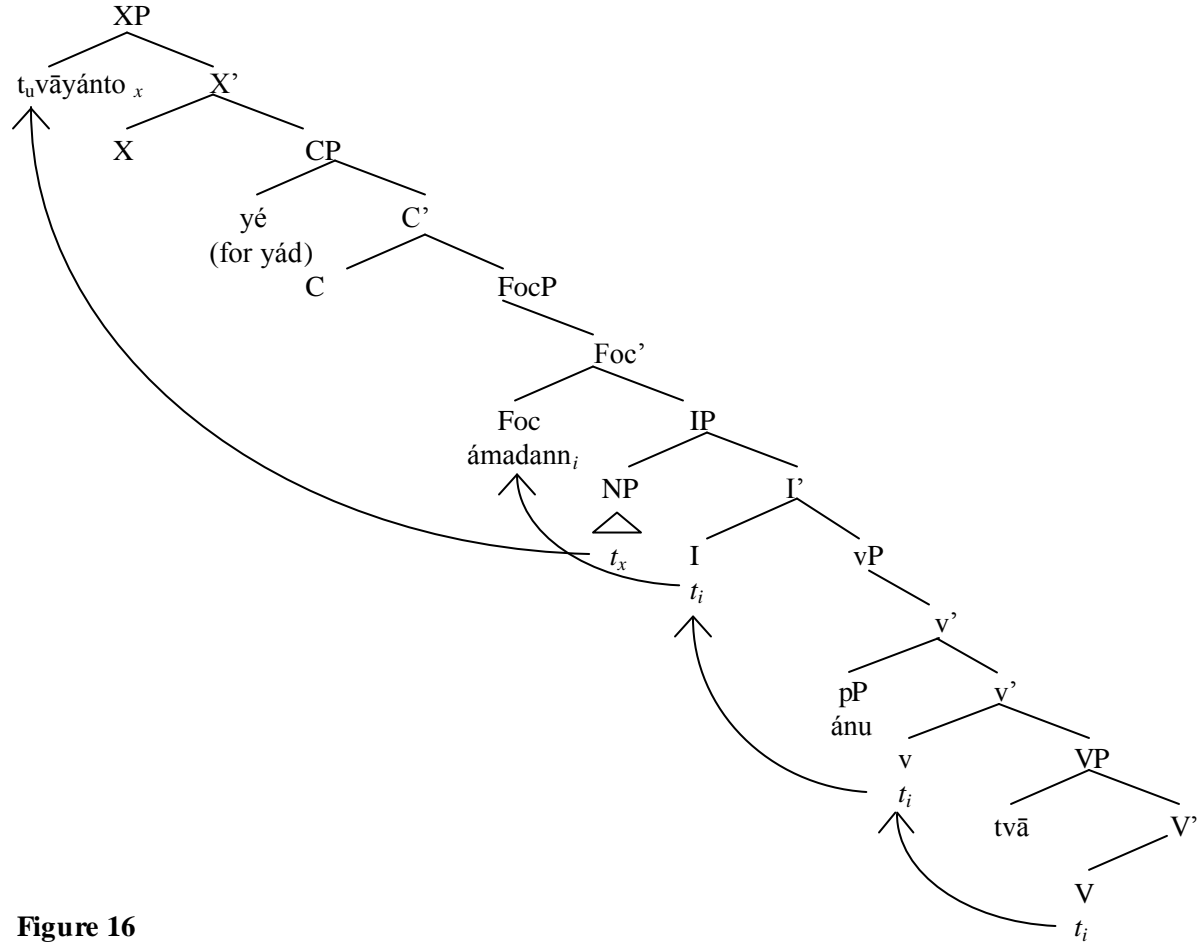 XP
tᵤvāyánto ₓ X’
X CP
yé C’
(for yád)
C FocP
Foc’
Foc IP
ámadannᵢ
NP I’
tₓ I vP
tᵢ
v’
pP v’
ánu
v VP
tᵢ
tvā V’
V
Figure 16 tᵢ